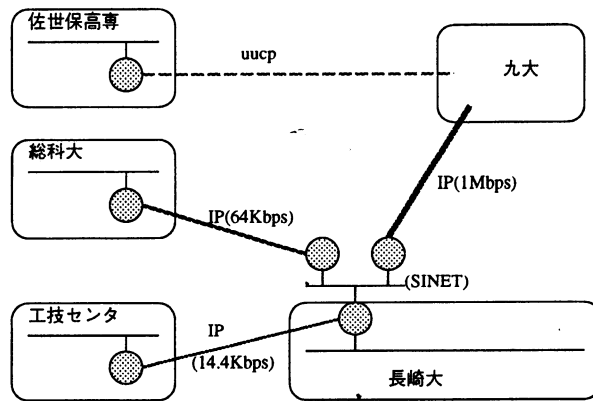 佐世保高専
uucp
九大
総科大
IP(64Kbps)
IP(1Mbps)
(SINET)
工技センタ
IP
(14.4Kbps)
長崎大